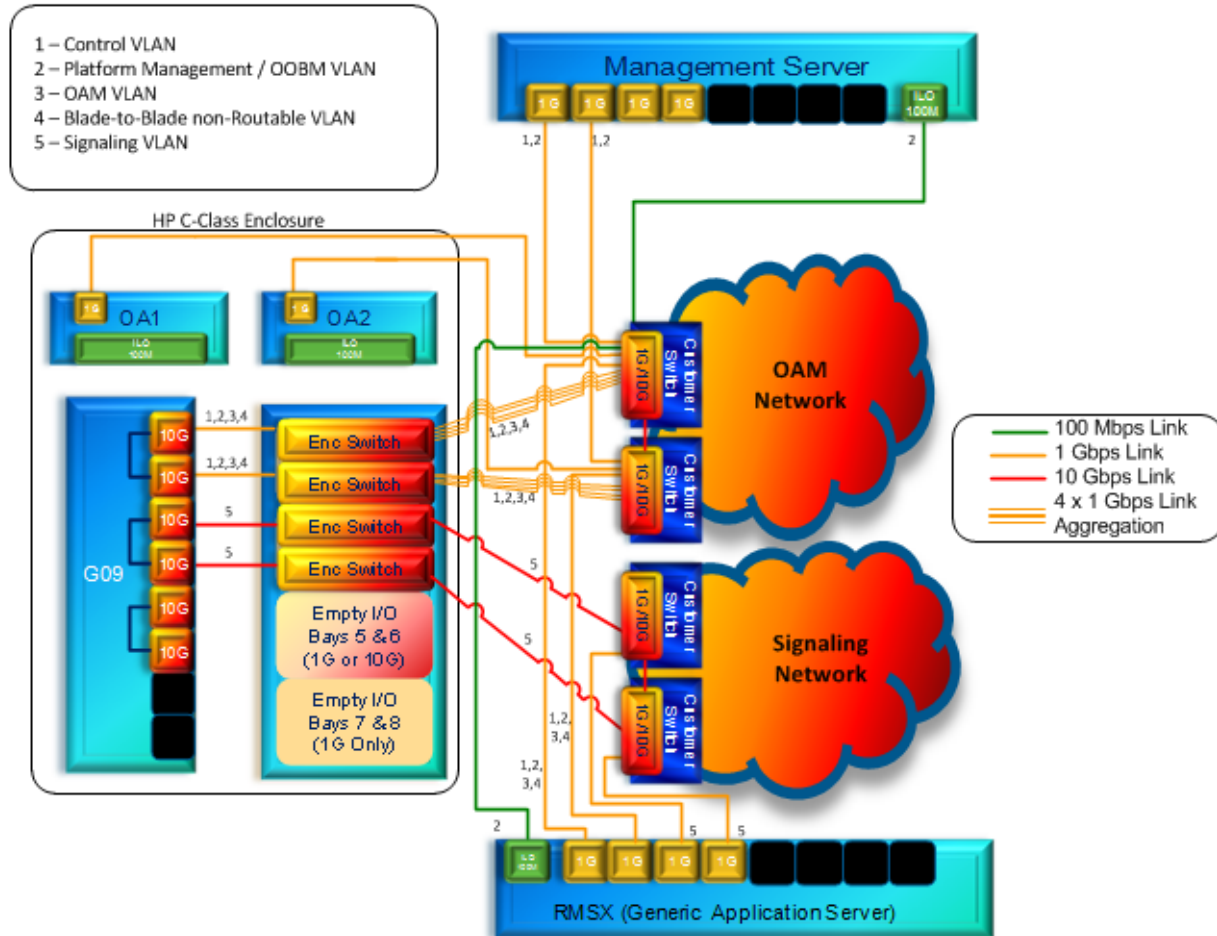 1 – Control VLAN
2 – Platform Management / OOBM VLAN
3 – OAM VLAN
4 – Blade-to-Blade non-Routable VLAN
5 – Signaling VLAN
Management Server
1G
1G
1G
1G
ILO
100M
1,2
1,2
2
HP C-Class Enclosure
1G
OA1
ILO
100M
1G
OA2
ILO
100M
G09
10G
10G
10G
10G
10G
10G
1,2,3,4
1,2,3,4
5
5
Enc Switch
Enc Switch
Enc Switch
Enc Switch
Empty I/O
Bays 5 & 6
(1G or 10G)
Empty I/O
Bays 7 & 8
(1G Only)
1,2,3,4
1,2,3,4
5
5
1G/10G
Customer
Switch
1G/10G
Customer
Switch
OAM
Network
1G/10G
Customer
Switch
1G/10G
Customer
Switch
Signaling
Network
100 Mbps Link
1 Gbps Link
10 Gbps Link
4 x 1 Gbps Link
Aggregation
1,2,
3,4
1,2,
3,4
2
5
5
ILO
100M
1G
1G
1G
1G
RMSX (Generic Application Server)